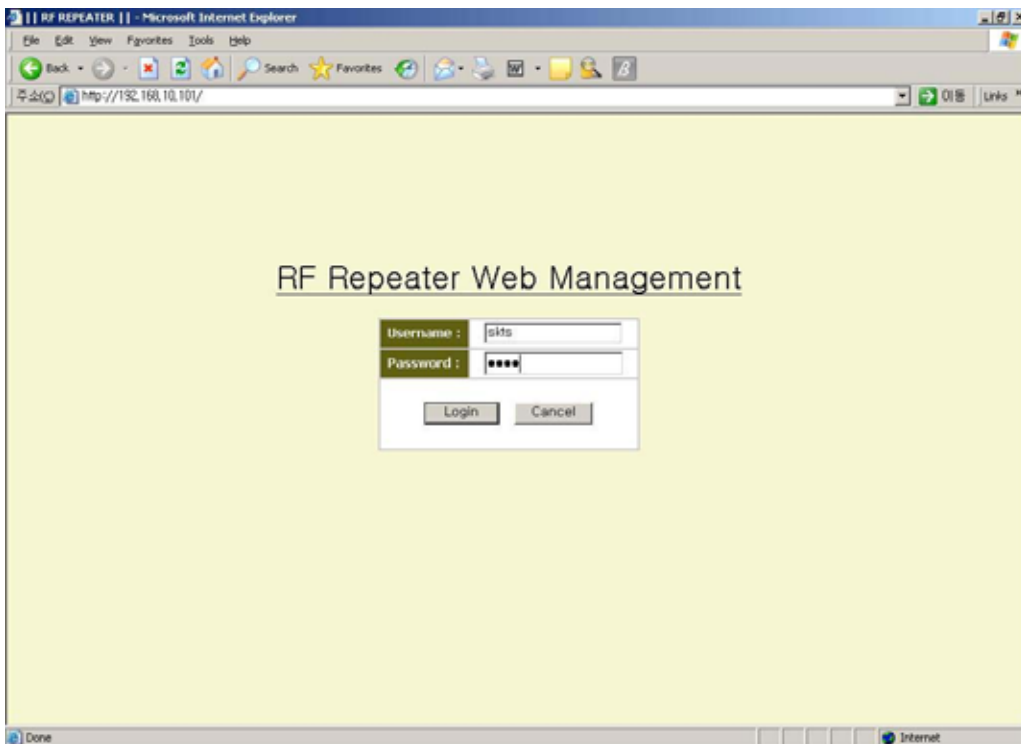 || RF REPEATER || - Microsoft Internet Explorer
File Edit View Favorites Tools Help
Back Search Favorites
주소(D) http://192.168.10.101/ 이동 Links »
RF Repeater Web Management
Username : skts
Password : ••••
Login Cancel
Done Internet